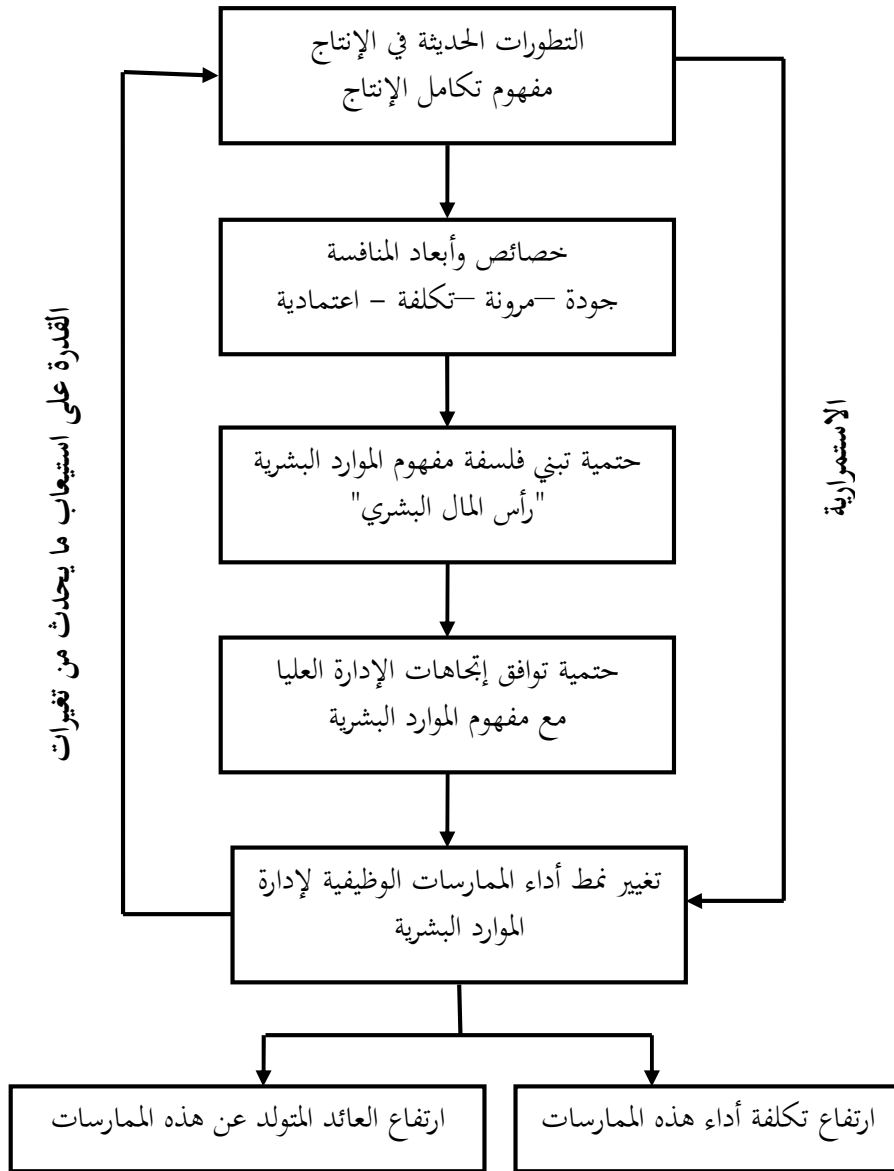 التطورات الحديثة في الإنتاج
مفهوم تكامل الإنتاج
خصائص وأبعاد المنافسة
جودة –مرونة –تكلفة – اعتمادية
حتمية تبني فلسفة مفهوم الموارد البشرية
"رأس المال البشري"
حتمية توافق إتجاهات الإدارة العليا
مع مفهوم الموارد البشرية
تغيير نمط أداء الممارسات الوظيفية لإدارة
الموارد البشرية
ارتفاع تكلفة أداء هذه الممارسات
ارتفاع العائد المتولد عن هذه الممارسات
الاستمرارية
القدرة على استيعاب ما يحدث من تغيرات